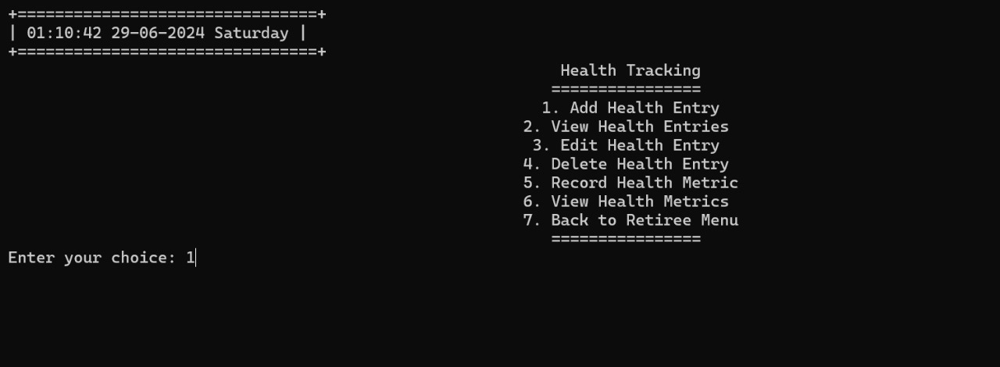 +================================+
| 01:10:42 29-06-2024 Saturday |
+================================+
Health Tracking
================
1. Add Health Entry
2. View Health Entries
3. Edit Health Entry
4. Delete Health Entry
5. Record Health Metric
6. View Health Metrics
7. Back to Retiree Menu
================
Enter your choice: 1